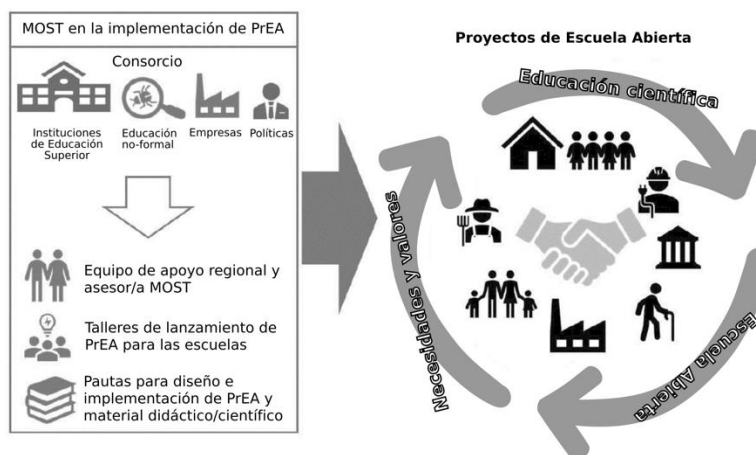 MOST en la implementación de PrEA
Consorcio
Instituciones
de Educación
Superior
Educación
no-formal
Empresas
Políticas
Equipo de apoyo regional y
asesor/a MOST
Talleres de lanzamiento de
PrEA para las escuelas
Pautas para diseño e
implementación de PrEA y
material didáctico/científico
Proyectos de Escuela Abierta
Educación científica
Necesidades y valores
Escuela Abierta